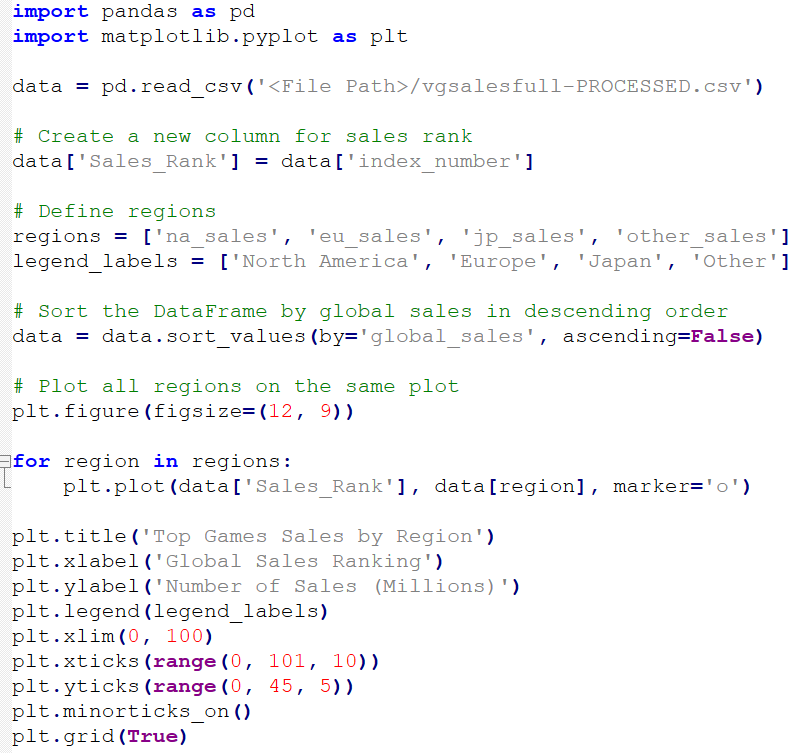 import pandas as pd
import matplotlib.pyplot as plt

data = pd.read_csv('<File Path>/vgsalesfull-PROCESSED.csv')

# Create a new column for sales rank
data['Sales_Rank'] = data['index_number']

# Define regions
regions = ['na_sales', 'eu_sales', 'jp_sales', 'other_sales']
legend_labels = ['North America', 'Europe', 'Japan', 'Other']

# Sort the DataFrame by global sales in descending order
data = data.sort_values(by='global_sales', ascending=False)

# Plot all regions on the same plot
plt.figure(figsize=(12, 9))

for region in regions:
    plt.plot(data['Sales_Rank'], data[region], marker='o')

plt.title('Top Games Sales by Region')
plt.xlabel('Global Sales Ranking')
plt.ylabel('Number of Sales (Millions)')
plt.legend(legend_labels)
plt.xlim(0, 100)
plt.xticks(range(0, 101, 10))
plt.yticks(range(0, 45, 5))
plt.minorticks_on()
plt.grid(True)